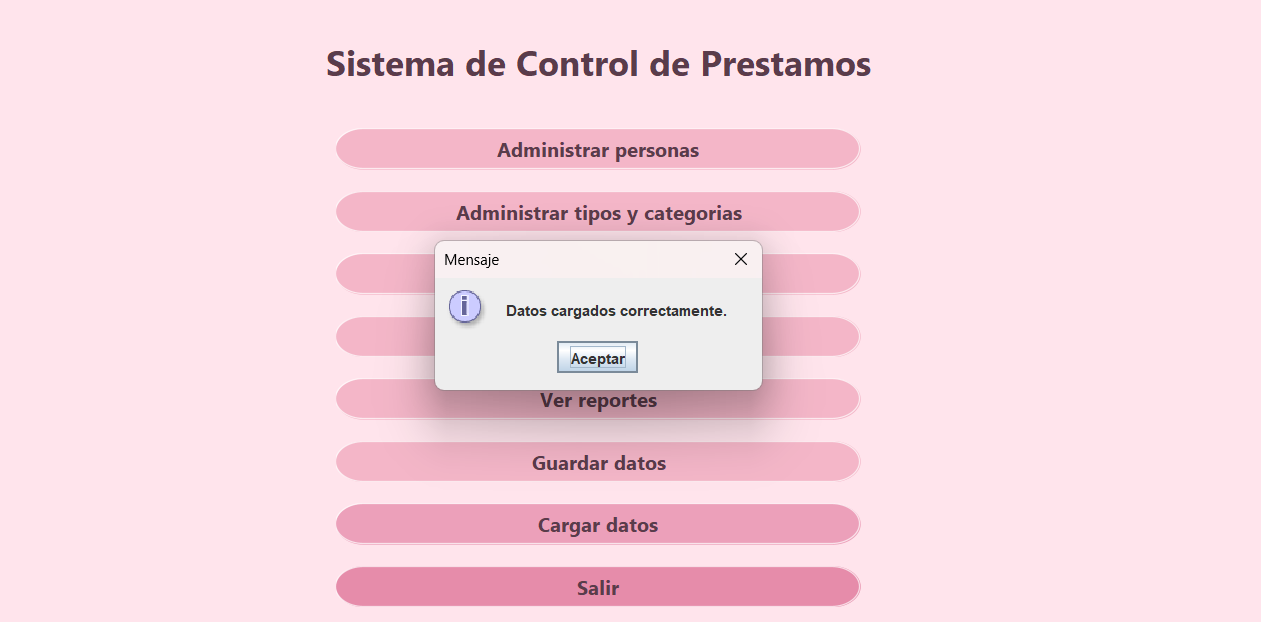 Sistema de Control de Prestamos
Administrar personas
Administrar tipos y categorias
Mensaje
Datos cargados correctamente.
Aceptar
Ver reportes
Guardar datos
Cargar datos
Salir